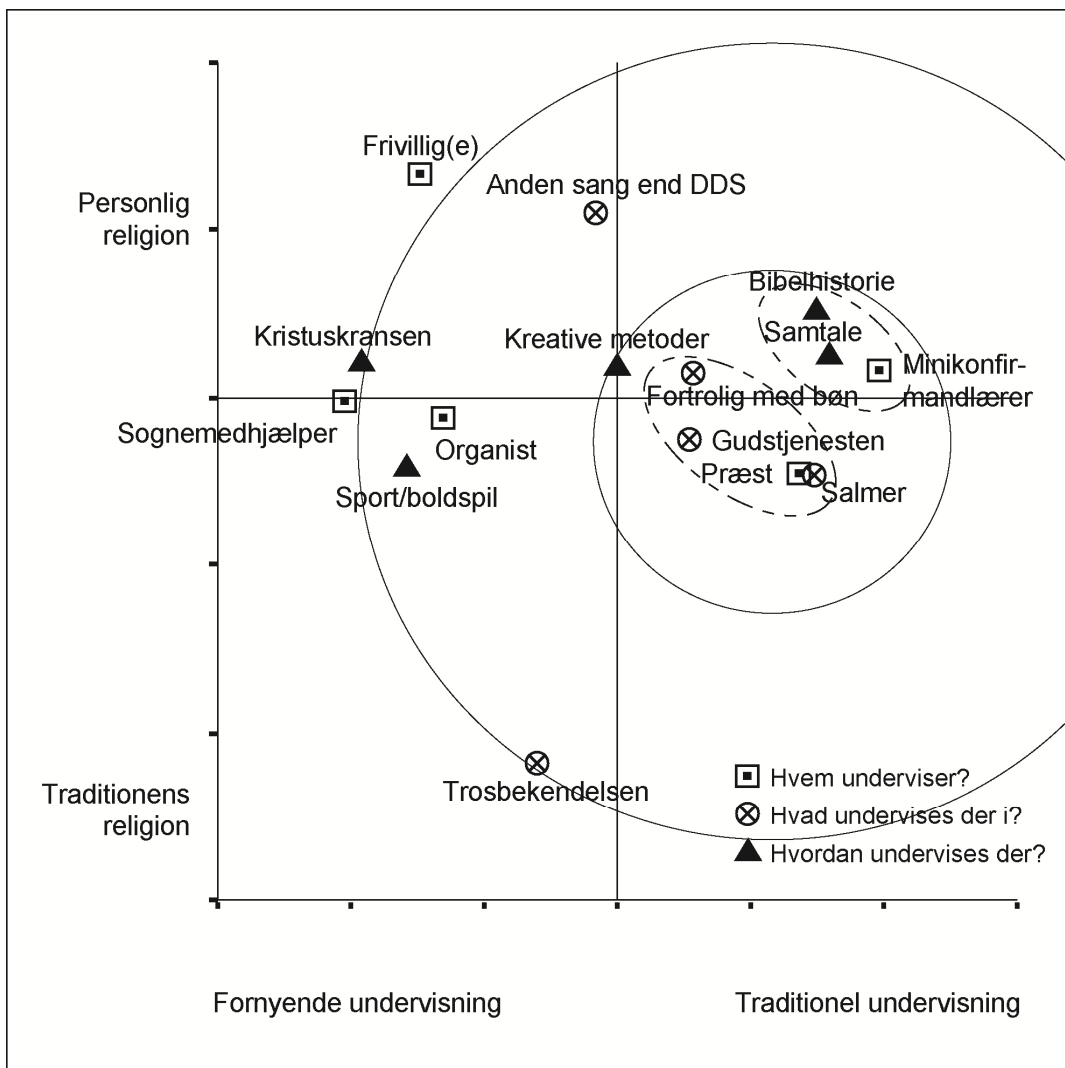 Frivillig(e)
Anden sang end DDS
Personlig
religion
Bibelhistorie
Kristuskransen
Kreative metoder
Samtale
Minikonfir-
mandlærer
Fortrolig med bøn
Sognemedhjælper
Organist
Gudstjenesten
Præst
Sport/boldspil
Salmer
Traditionens
religion
Trosbekendelsen
Hvem underviser?
Hvad undervises der i?
Hvordan undervises der?
Fornyende undervisning
Traditionel undervisning